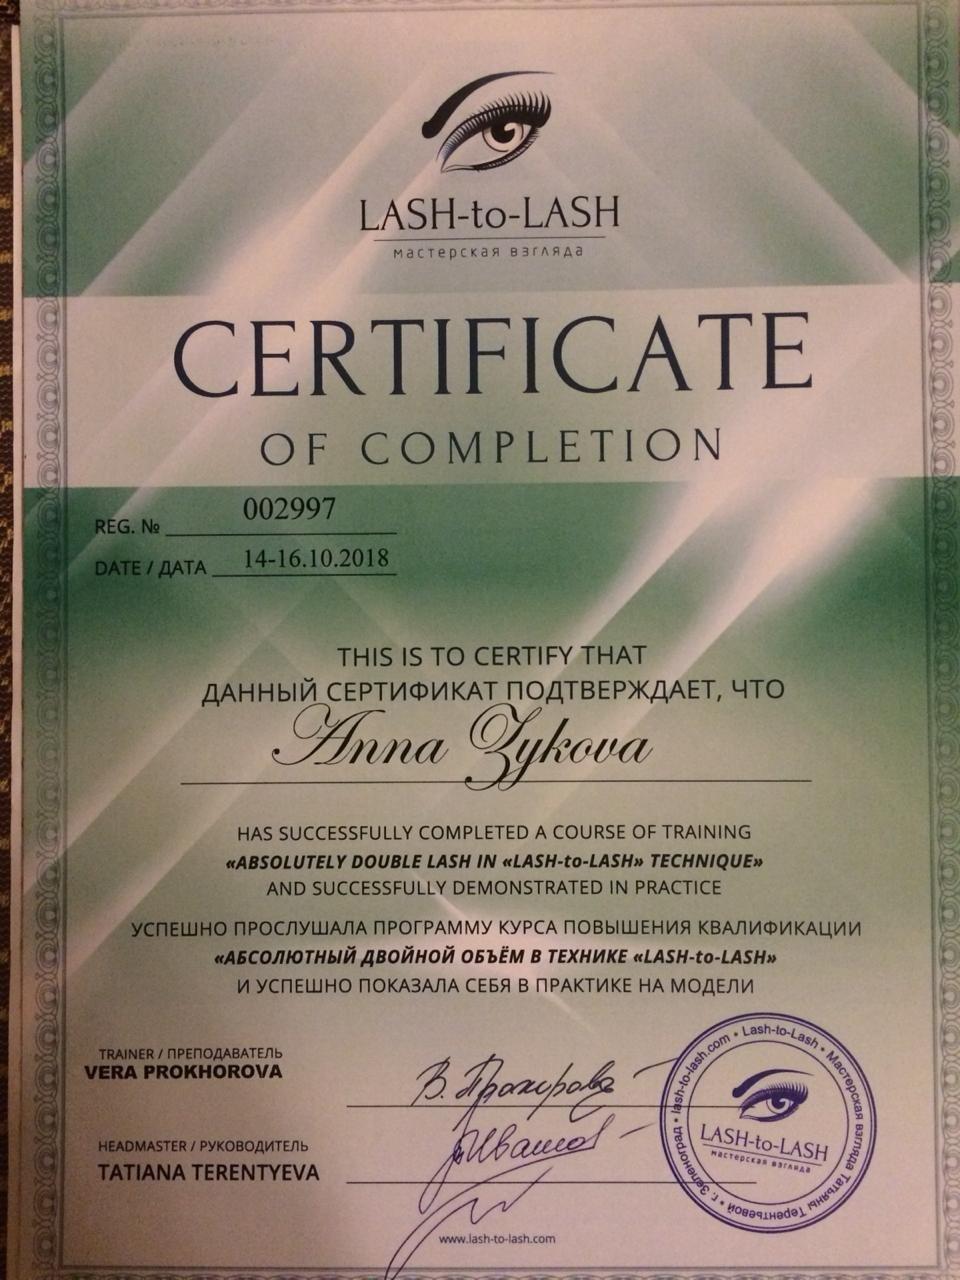 LASH-to-LASH
мастерская взгляда
CERTIFICATE
OF COMPLETION
REG. № 002997
DATE / ДАТА 14-16.10.2018
THIS IS TO CERTIFY THAT
ДАННЫЙ СЕРТИФИКАТ ПОДТВЕРЖДАЕТ, ЧТО
Anna Zykova
HAS SUCCESSFULLY COMPLETED A COURSE OF TRAINING
«ABSOLUTELY DOUBLE LASH IN «LASH-to-LASH» TECHNIQUE»
AND SUCCESSFULLY DEMONSTRATED IN PRACTICE
УСПЕШНО ПРОСЛУШАЛА ПРОГРАММУ КУРСА ПОВЫШЕНИЯ КВАЛИФИКАЦИИ
«АБСОЛЮТНЫЙ ДВОЙНОЙ ОБЪЁМ В ТЕХНИКЕ «LASH-to-LASH»
И УСПЕШНО ПОКАЗАЛА СЕБЯ В ПРАКТИКЕ НА МОДЕЛИ
TRAINER / ПРЕПОДАВАТЕЛЬ
VERA PROKHOROVA
В. Прохорова
HEADMASTER / РУКОВОДИТЕЛЬ
TATIANA TERENTYEVA
г. Зеленоград • lash-to-lash.com • Lash-to-Lash • Мастерская взгляда Татьяны Терентьевой •
LASH-to-LASH
мастерская взгляда
www.lash-to-lash.com